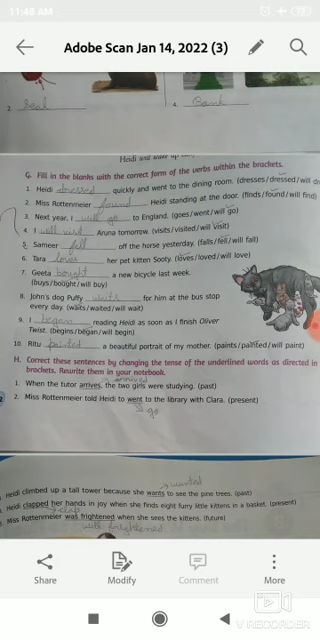 11:48 AM
Adobe Scan Jan 14, 2022 (3)
2. Seal
4. Bank
Heidi
G. Fill in the blanks with the correct form of the verbs within the brackets.
1. Heidi dressed quickly and went to the dining room. (dresses/dressed/will
2. Miss Rottenmeier found Heidi standing at the door. (finds/found/will find)
3. Next year, I will go to England. (goes/went/will go)
4. I will visit Aruna tomorrow. (visits/visited/will visit)
5. Sameer fell off the horse yesterday. (falls/fell/will fall)
6. Tara loves her pet kitten Sooty. (loves/loved/will love)
7. Geeta bought a new bicycle last week.
(buys/bought/will buy)
8. John's dog Puffy waits for him at the bus stop
every day. (waits/waited/will wait)
9. I began reading Heidi as soon as I finish Oliver
Twist. (begins/began/will begin)
10. Ritu painted a beautiful portrait of my mother. (paints/painted/will paint)
H. Correct these sentences by changing the tense of the underlined words as directed in
brackets. Rewrite them in your notebook.
arrived
1. When the tutor arrives, the two girls were studying. (past)
2. Miss Rottenmeier told Heidi to went to the library with Clara. (present)
go
wanted
Heidi climbed up a tall tower because she wants to see the pine trees. (past)
Heidi clapped her hands in joy when she finds eight furry little kittens in a basket. (present)
clap
Miss Rottenmeier was frightened when she sees the kittens. (future)
will frightened
Share
Modify
Comment
More
V RECORDER